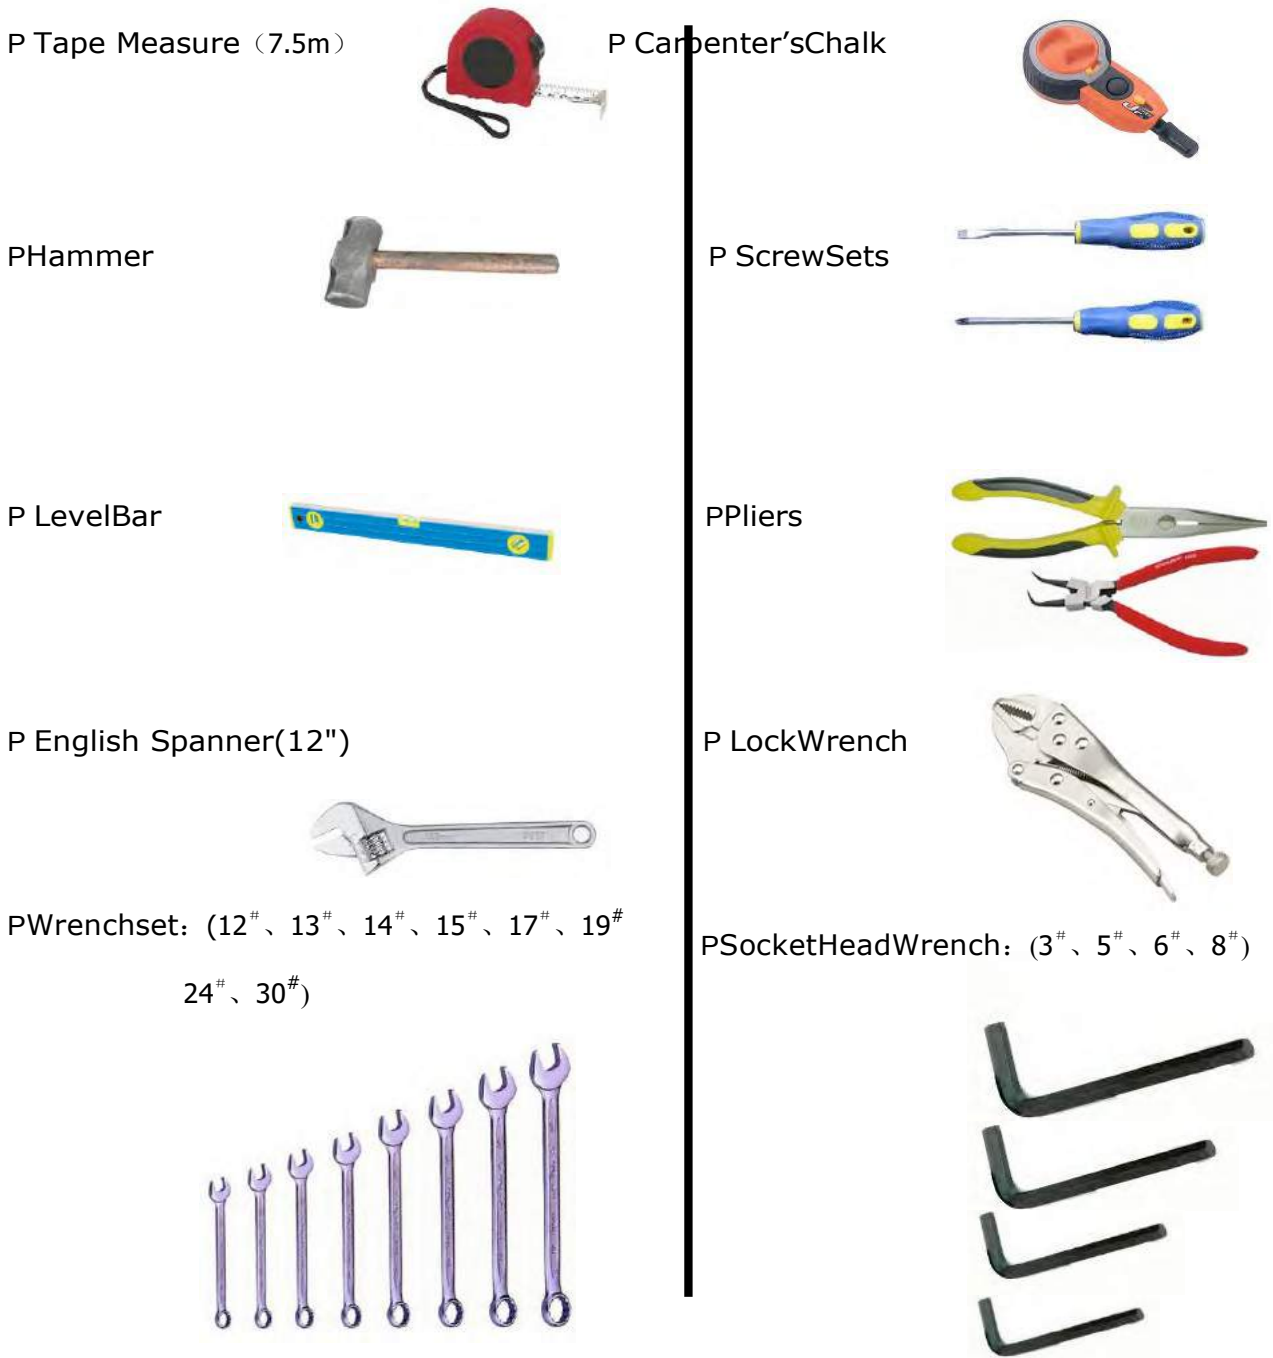 P Tape Measure（7.5m）
P Carpenter'sChalk
PHammer
P ScrewSets
P LevelBar
PPliers
P English Spanner(12")
P LockWrench
PWrenchset：(12#、13#、14#、15#、17#、19#
24#、30#)
PSocketHeadWrench：(3#、5#、6#、8#)